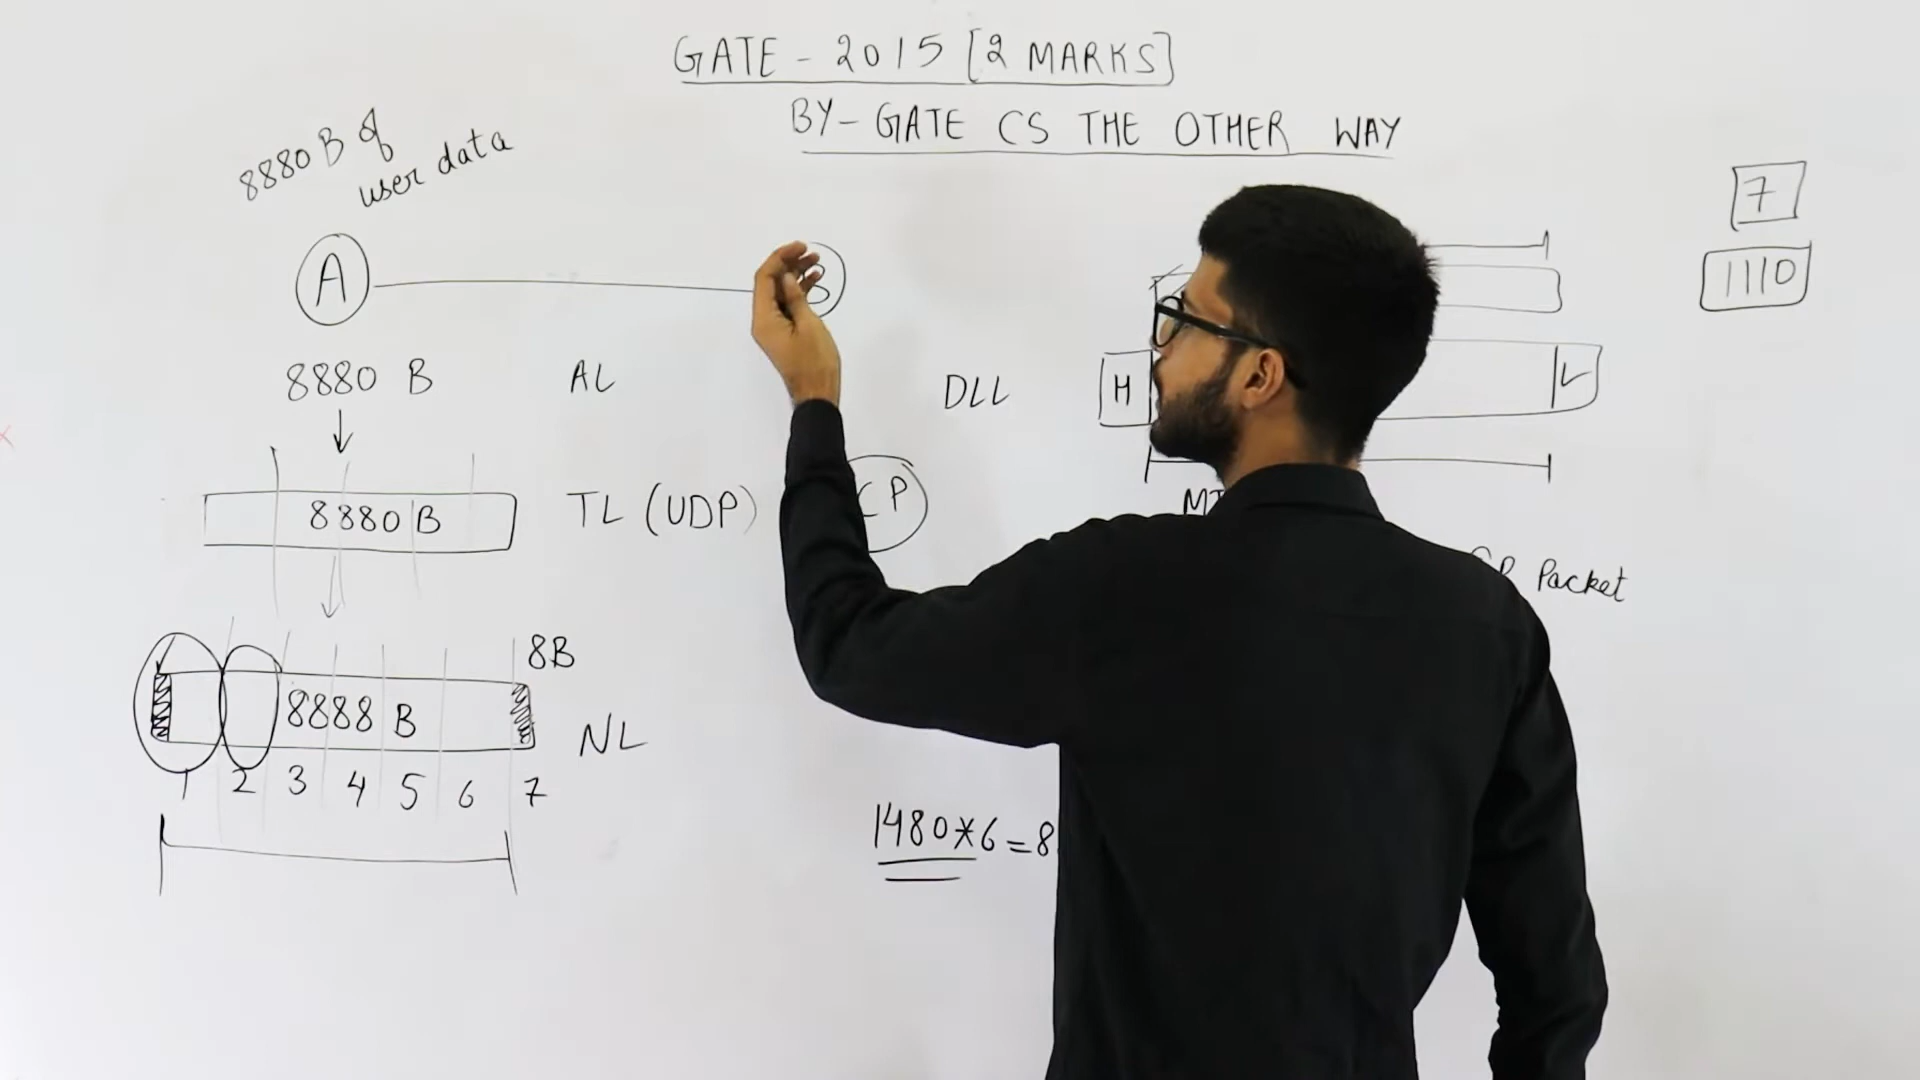 GATE - 2015 [2 MARKS]
BY- GATE CS THE OTHER WAY
8880 B of
user data
A
B
7
1110
8880 B AL
DLL H
8880 B TL (UDP)
CP
Packet
8B
8888 B NL
1 2 3 4 5 6 7
1480*6=8